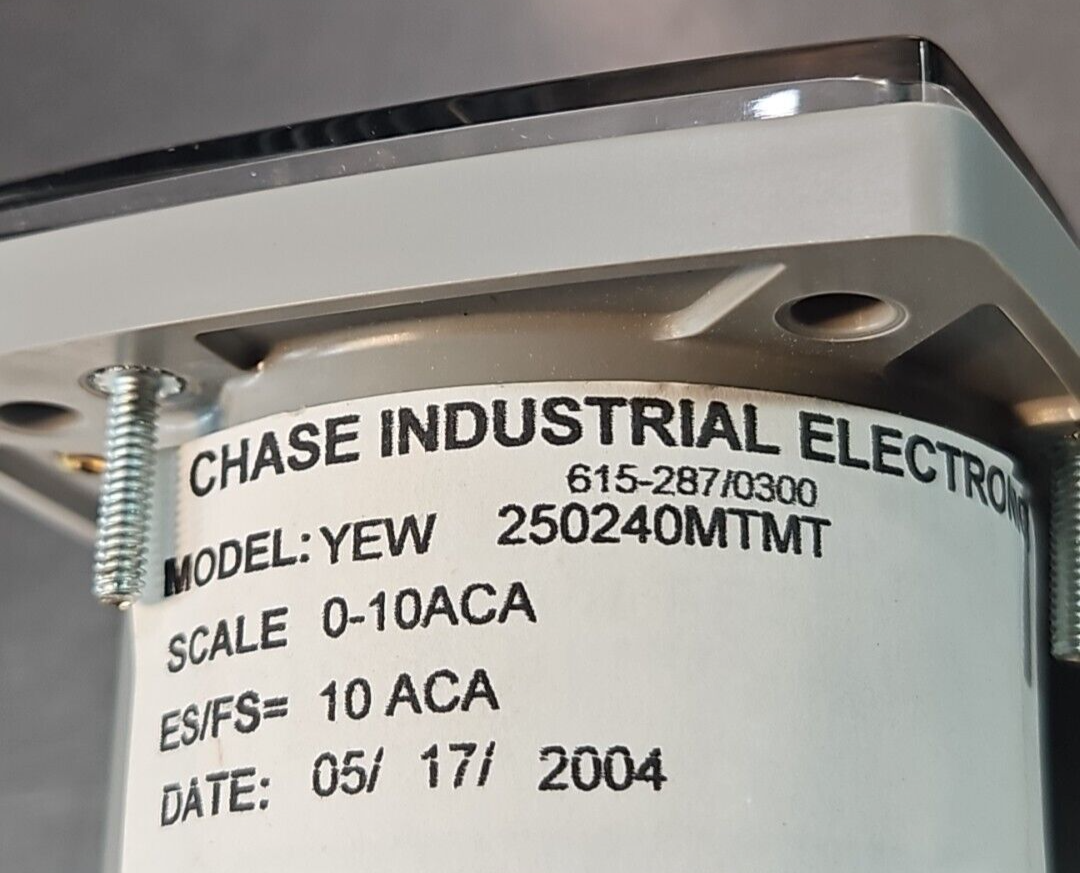 CHASE INDUSTRIAL ELECTRONI
615-287/0300
MODEL: YEW 250240MTMT
SCALE 0-10ACA
ES/FS= 10 ACA
DATE: 05/ 17/ 2004